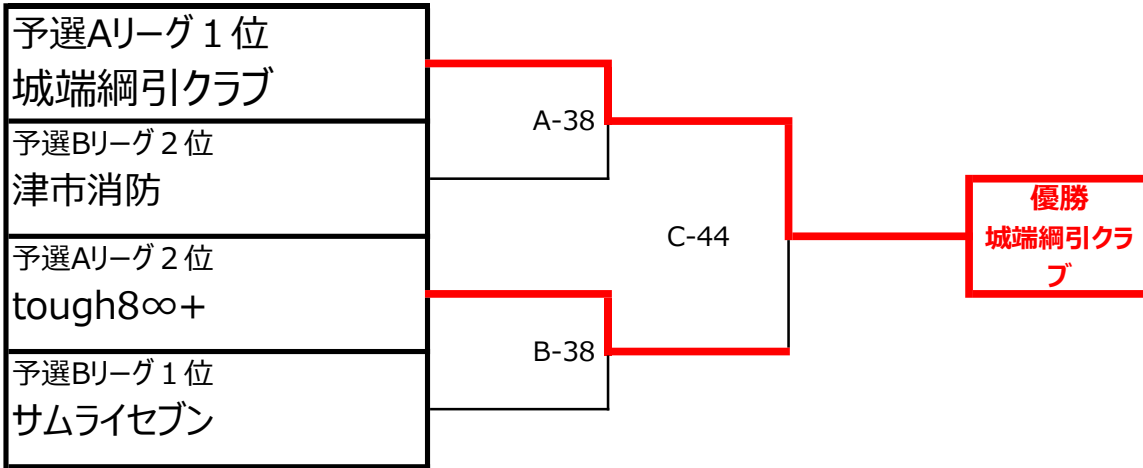 予選Aリーグ１位
城端綱引クラブ
予選Bリーグ２位
津市消防
予選Aリーグ２位
tough8∞+
予選Bリーグ１位
サムライセブン
A-38
B-38
C-44
優勝
城端綱引クラ
ブ